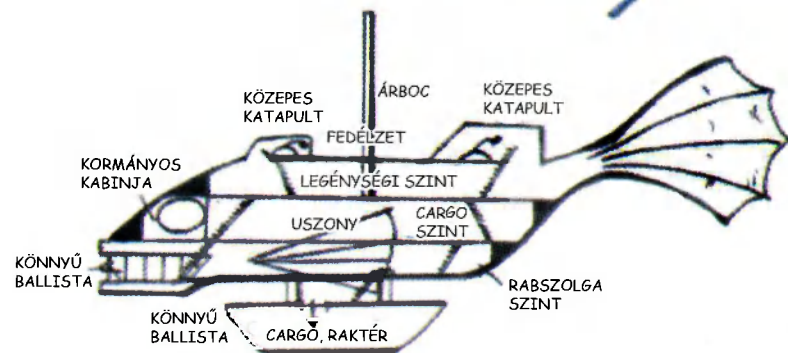 KÖZEPES
KATAPULT
ÁRBOC
KÖZEPES
KATAPULT
FEDÉLZET
KORMÁNYOS
KABINJA
LEGÉNYSÉGI SZINT
USZONY
CARGO
SZINT
KÖNNYŰ
BALLISTA
RABSZOLGA
SZINT
KÖNNYŰ
BALLISTA
CARGO, RAKTÉR